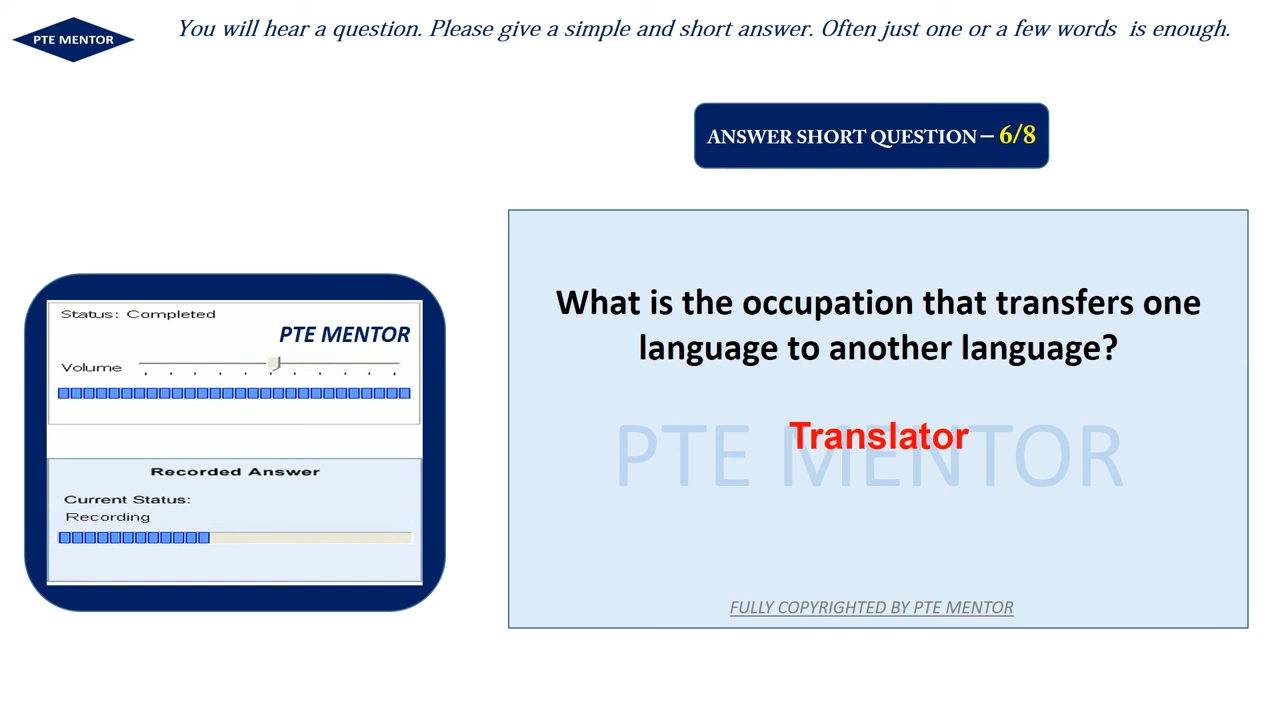 PTE MENTOR
You will hear a question. Please give a simple and short answer. Often just one or a few words is enough.
ANSWER SHORT QUESTION – 6/8
Status: Completed
PTE MENTOR
Volume
Recorded Answer
Current Status:
Recording
What is the occupation that transfers one
language to another language?
Translator
PTE MENTOR
FULLY COPYRIGHTED BY PTE MENTOR